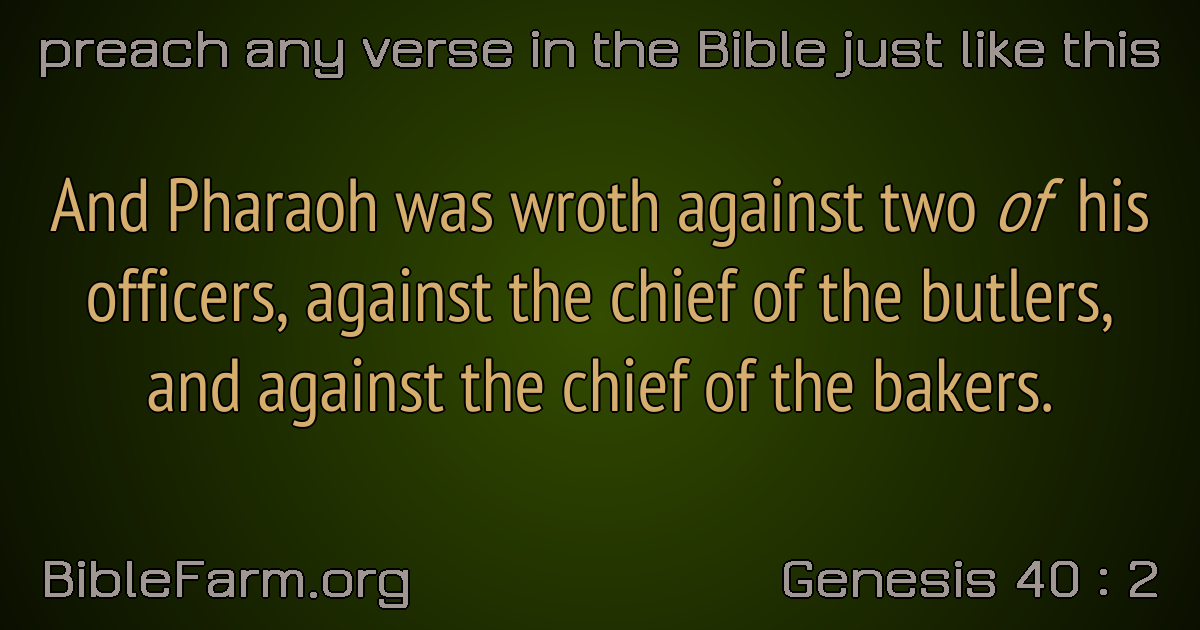 preach any verse in the Bible just like this
And Pharaoh was wroth against two of his
officers, against the chief of the butlers,
and against the chief of the bakers.
BibleFarm.org
Genesis 40 : 2